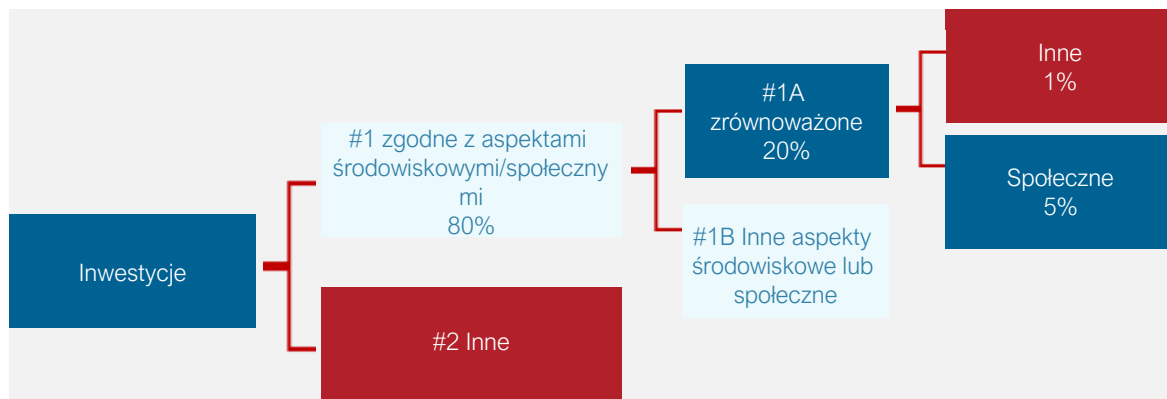 Inwestycje
#1 zgodne z aspektami
środowiskowymi/społeczny
mi
80%
#2 Inne
#1A
zrównoważone
20%
#1B Inne aspekty
środowiskowe lub
społeczne
Inne
1%
Społeczne
5%